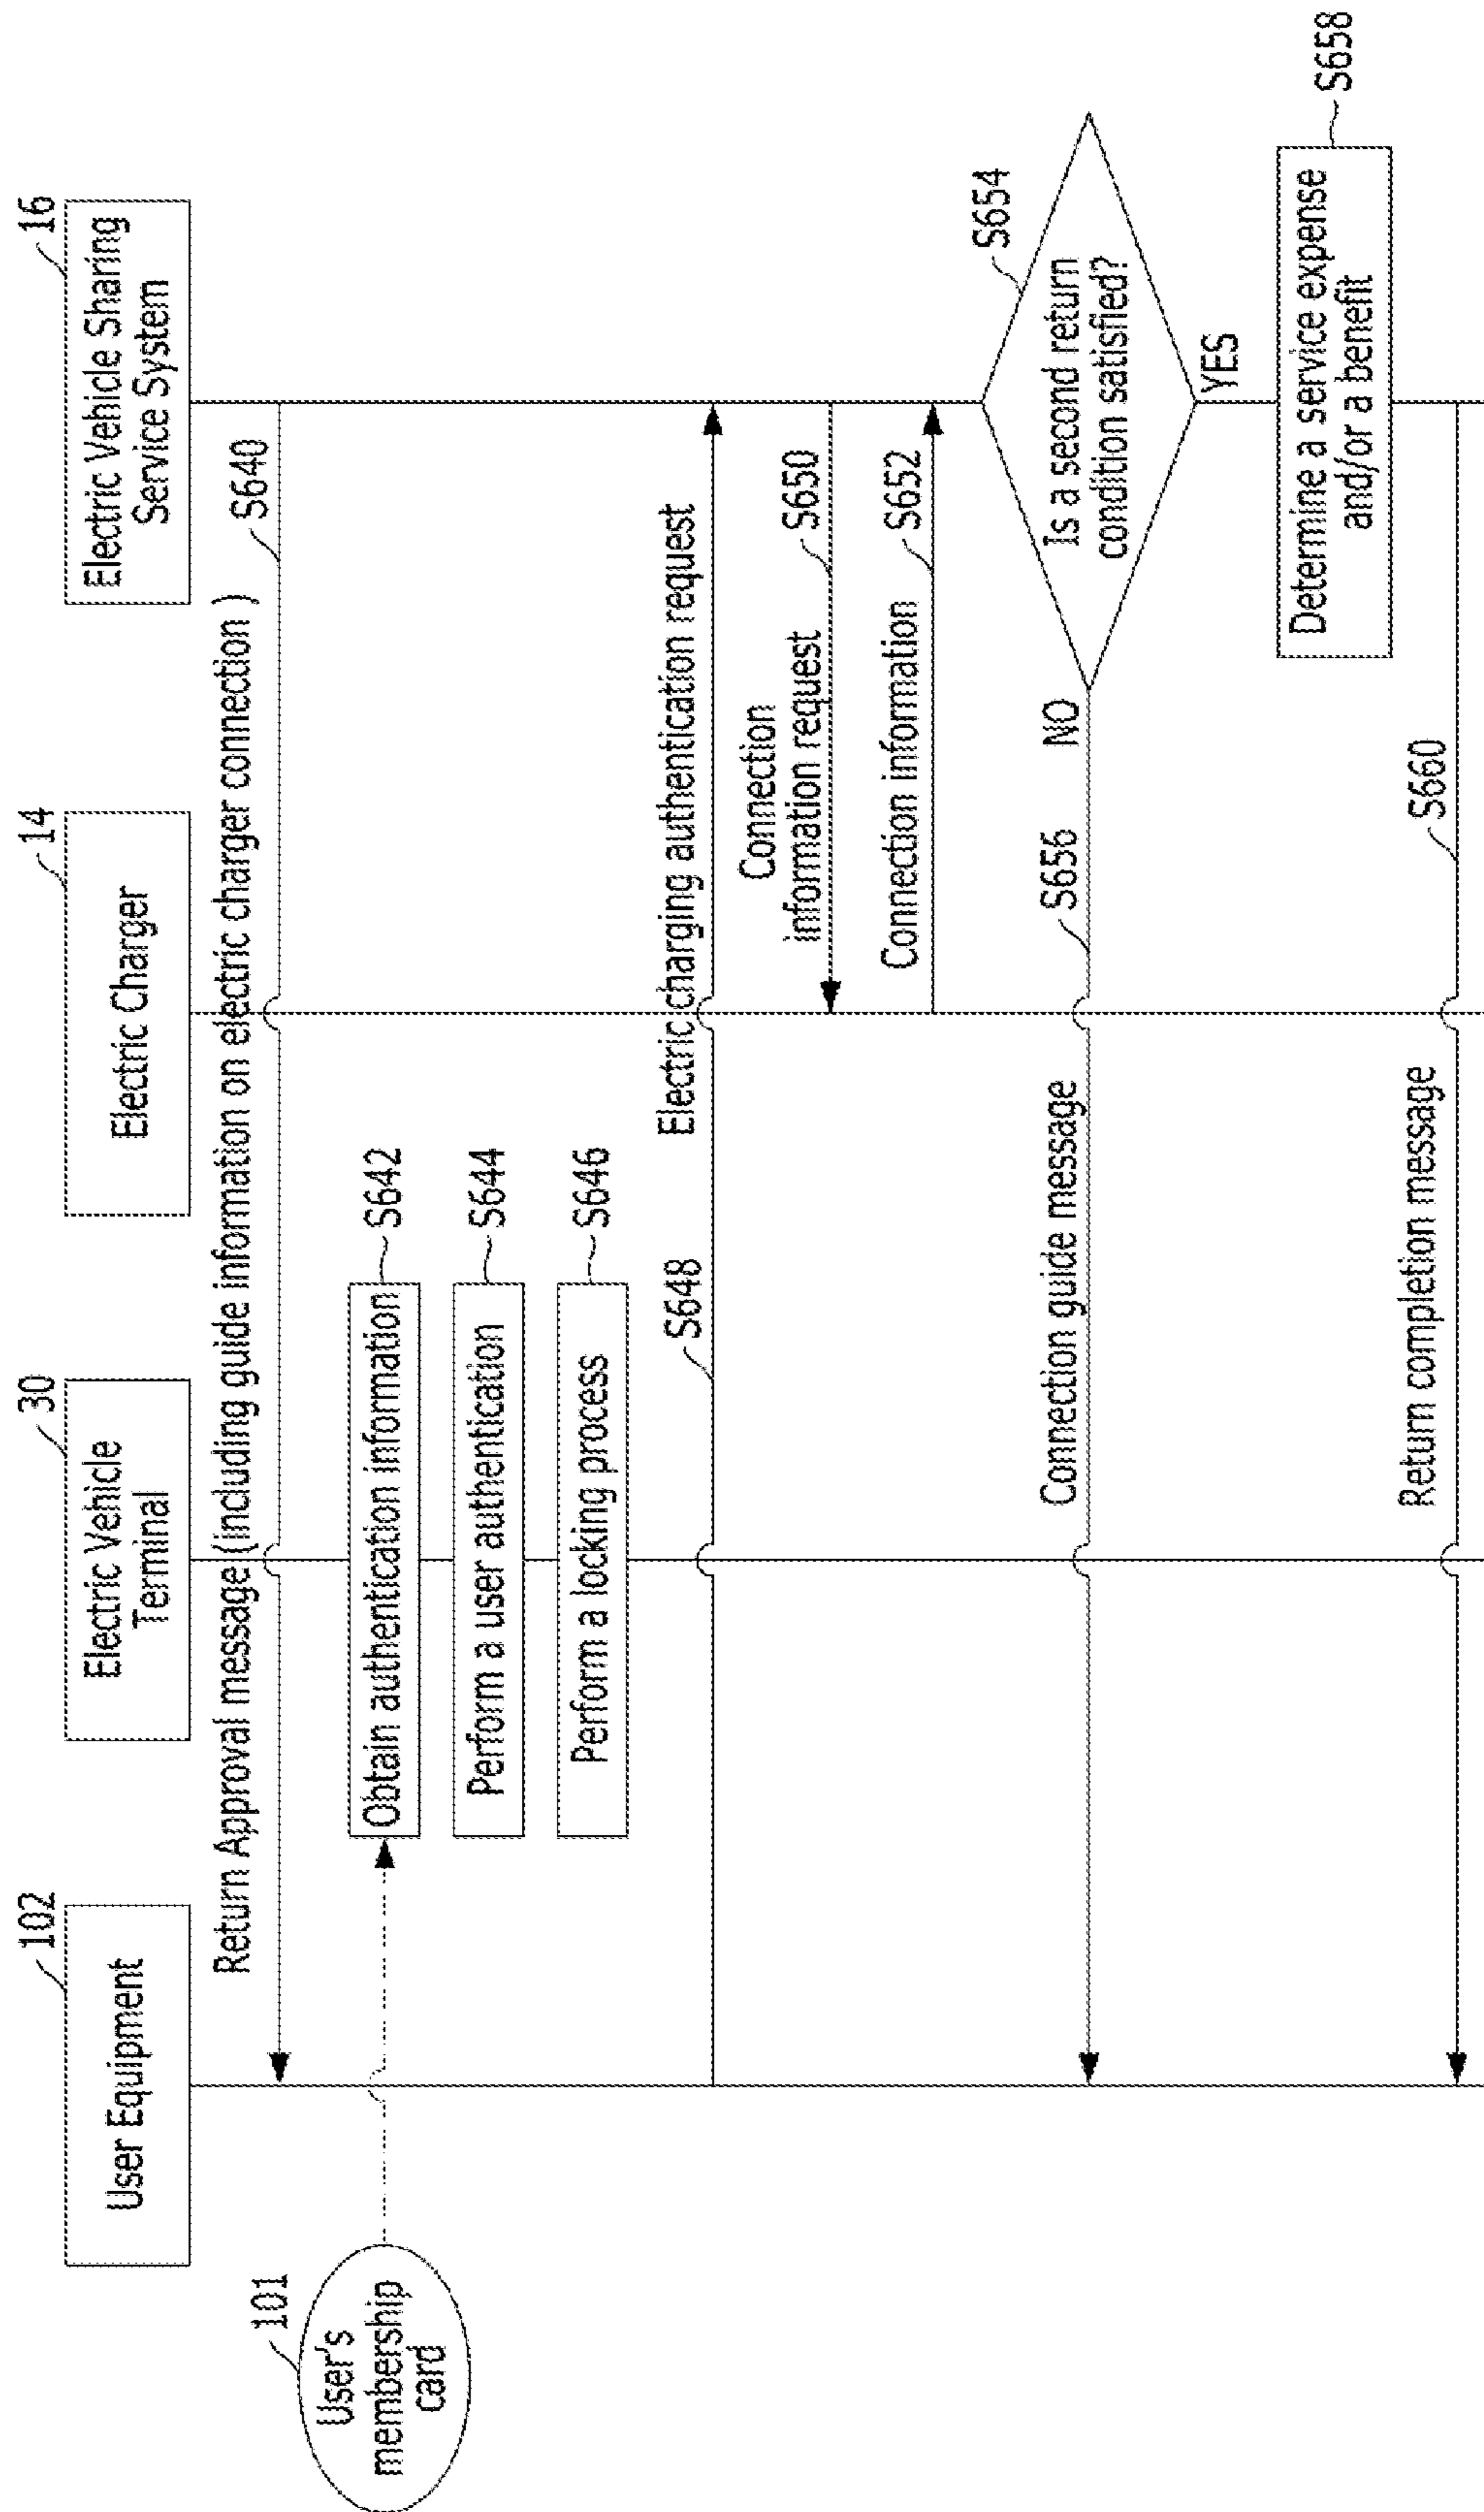 102
User Equipment
30
Electric Vehicle
Terminal
14
Electric Charger
16
Electric Vehicle Sharing
Service System
Return Approval message (including guide information on electric charger connection )
S640
101
User's
membership
card
Obtain authentication information
S642
Perform a user authentication
S644
Perform a locking process
S646
S648
Electric charging authentication request
Connection
information request
S650
Connection information
S652
Is a second return
condition satisfied?
S654
NO
YES
Connection guide message
S656
Determine a service expense
and/or a benefit
S658
Return completion message
S660